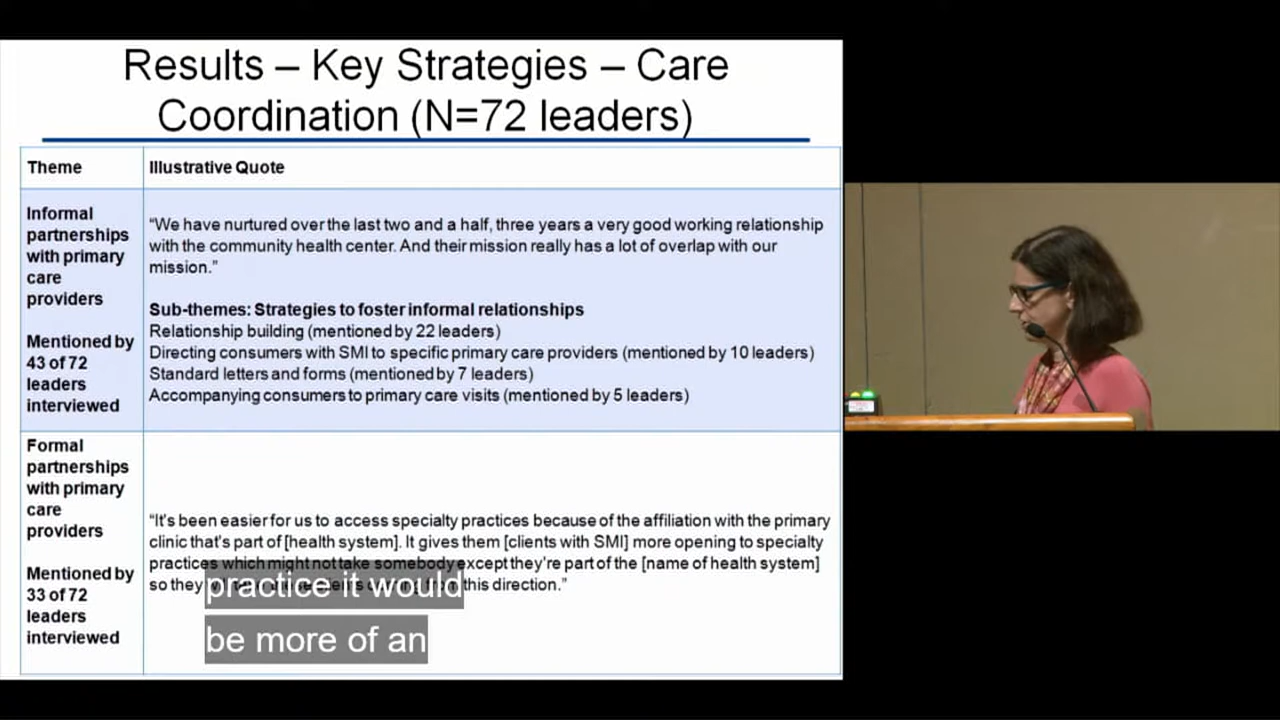 Results – Key Strategies – Care
Coordination (N=72 leaders)
Theme
Illustrative Quote
Informal
partnerships
with primary
care
providers
Mentioned by
43 of 72
leaders
interviewed
“We have nurtured over the last two and a half, three years a very good working relationship
with the community health center. And their mission really has a lot of overlap with our
mission.”
Sub-themes: Strategies to foster informal relationships
Relationship building (mentioned by 22 leaders)
Directing consumers with SMI to specific primary care providers (mentioned by 10 leaders)
Standard letters and forms (mentioned by 7 leaders)
Accompanying consumers to primary care visits (mentioned by 5 leaders)
Formal
partnerships
with primary
care
providers
Mentioned by
33 of 72
leaders
interviewed
“It's been easier for us to access specialty practices because of the affiliation with the primary
clinic that's part of [health system]. It gives them [clients with SMI] more opening to specialty
practices which might not take somebody except they're part of the [name of health system]
so they this direction.”
practice it would
be more of an